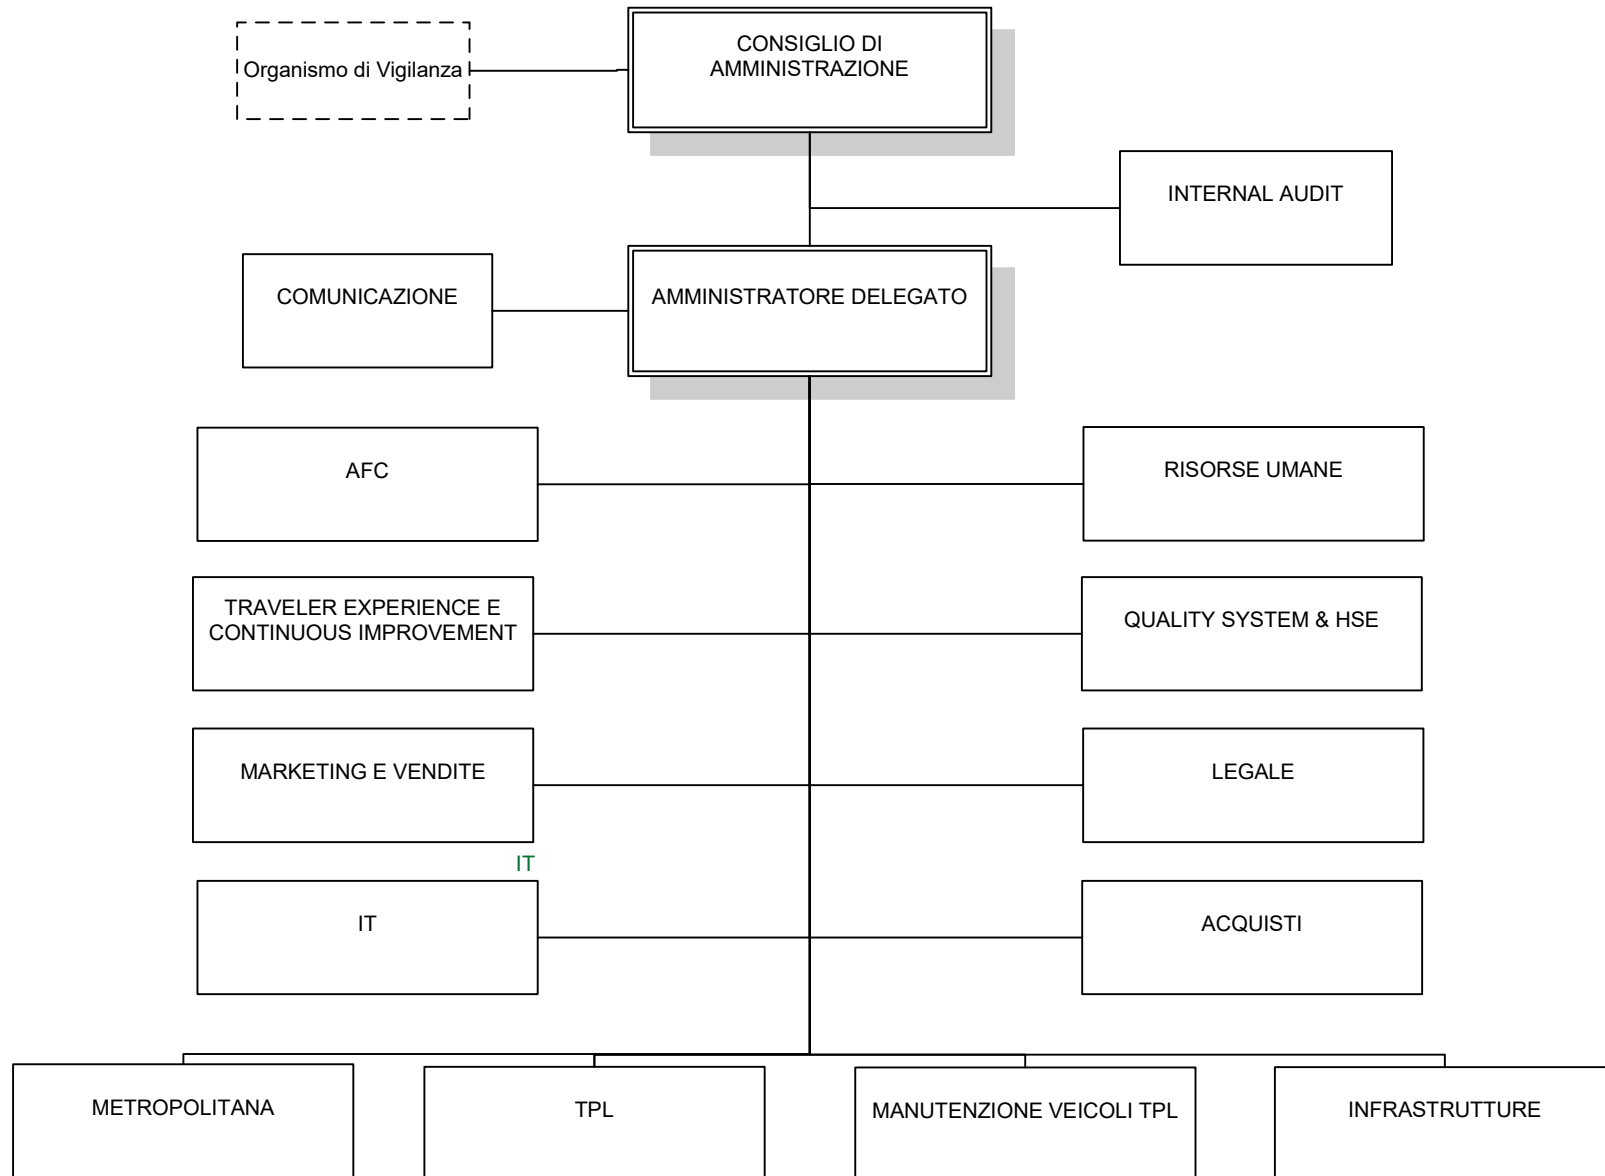 Organismo di Vigilanza
CONSIGLIO DI
AMMINISTRAZIONE
INTERNAL AUDIT
COMUNICAZIONE
AMMINISTRATORE DELEGATO
AFC
RISORSE UMANE
TRAVELER EXPERIENCE E
CONTINUOUS IMPROVEMENT
QUALITY SYSTEM & HSE
MARKETING E VENDITE
LEGALE
IT
IT
ACQUISTI
METROPOLITANA
TPL
MANUTENZIONE VEICOLI TPL
INFRASTRUTTURE